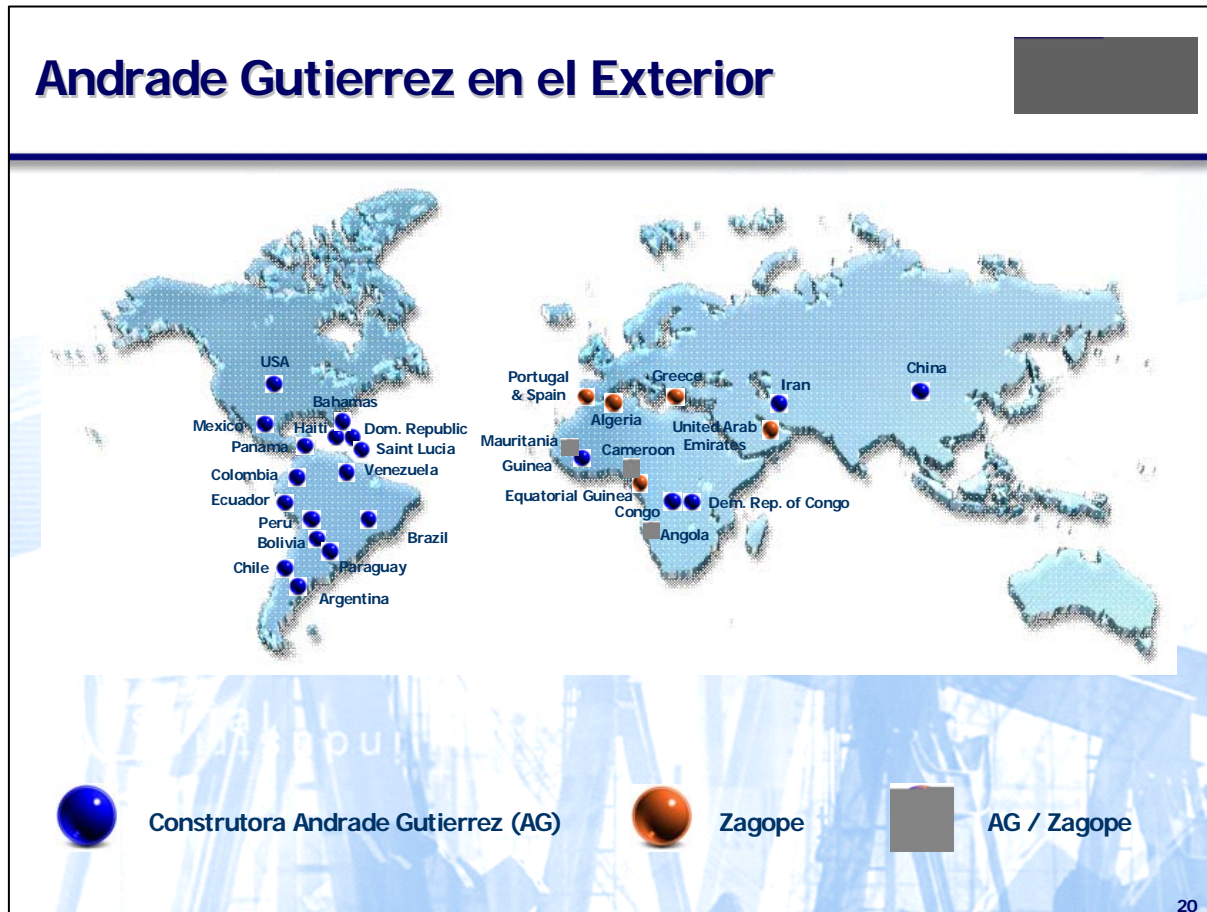 Andrade Gutierrez en el Exterior
USA
Bahamas
Mexico
Haiti
Dom. Republic
Panama
Saint Lucia
Colombia
Venezuela
Ecuador
Perú
Bolivia
Brazil
Chile
Paraguay
Argentina
Portugal
& Spain
Greece
Iran
China
Algeria
United Arab
Emirates
Mauritania
Cameroon
Guinea
Equatorial Guinea
Congo
Dem. Rep. of Congo
Angola
Construtora Andrade Gutierrez (AG)
Zagope
AG / Zagope
20